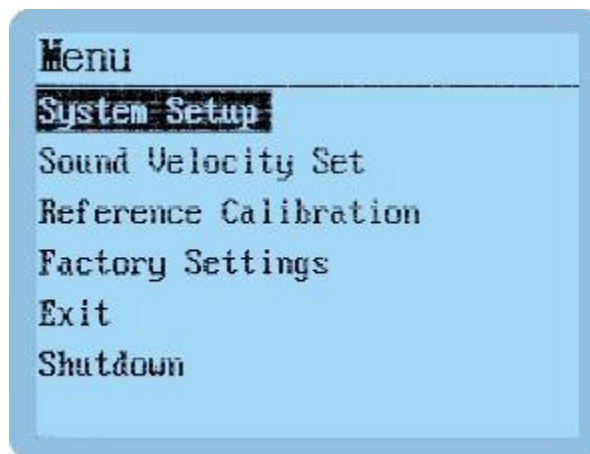 Menu
System Setup
Sound Velocity Set
Reference Calibration
Factory Settings
Exit
Shutdown